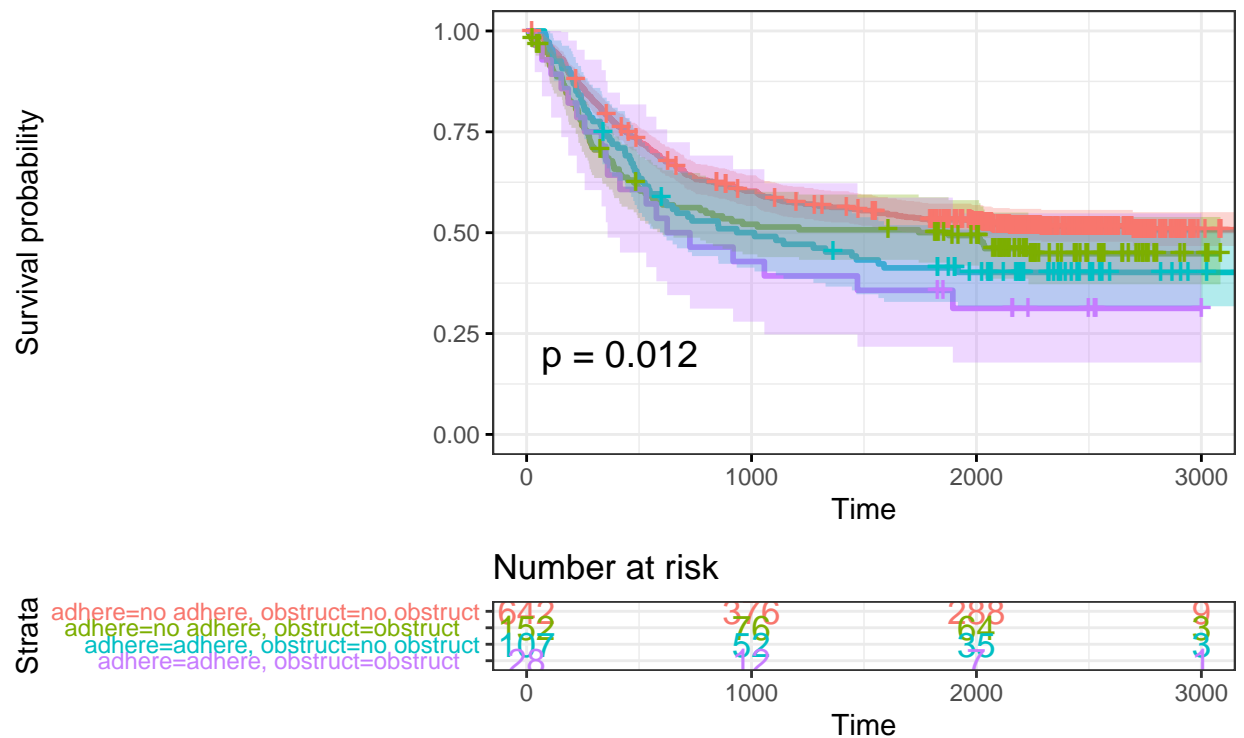 1.00
0.75
0.50
0.25
0.00
Survival probability
p = 0.012
0 1000 2000 3000
Time
Number at risk
Strata
adhere=no adhere, obstruct=no obstruct 642 376 288 9
adhere=no adhere, obstruct=obstruct 152 76 64 3
adhere=adhere, obstruct=no obstruct 107 52 35 3
adhere=adhere, obstruct=obstruct 28 12 7 1
0 1000 2000 3000
Time